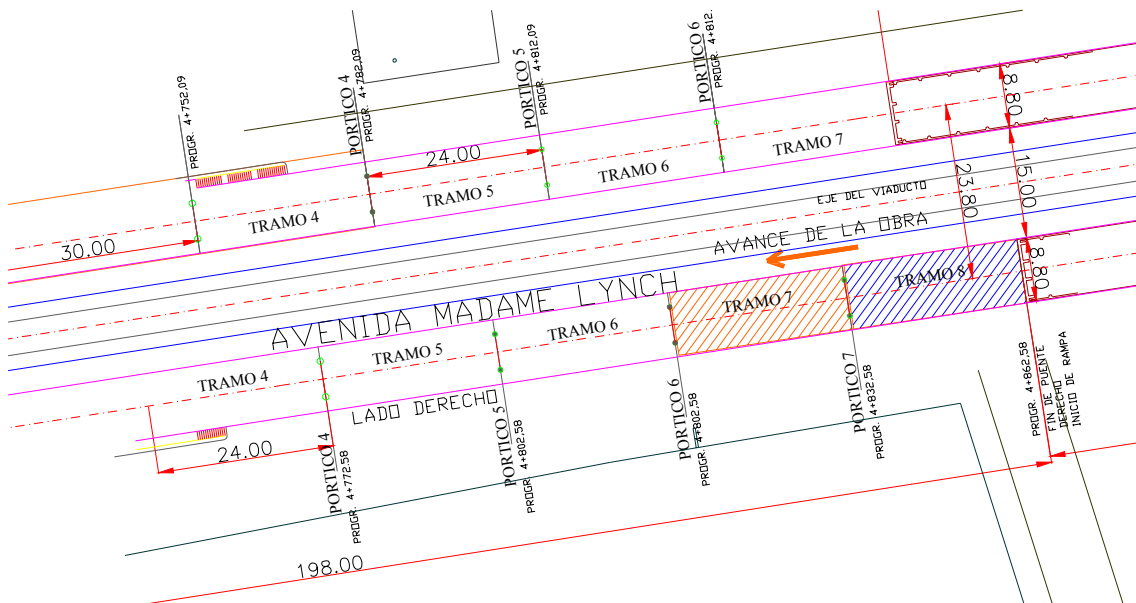 PROGR. 4+752,09
PORTICO 4
PROGR. 4+782,09
PORTICO 5
PROGR. 4+812,09
PORTICO 6
PROGR. 4+812.
8.80
24.00
TRAMO 7
TRAMO 6
TRAMO 5
TRAMO 4
30.00
15.00
23.80
EJE DEL VIADUCTO
AVANCE DE LA OBRA
8.80
TRAMO 8
TRAMO 7
AVENIDA MADAME LYNCH
TRAMO 6
TRAMO 5
TRAMO 4
LADO DERECHO
24.00
PORTICO 4
PROGR. 4+772.58
PORTICO 5
PROGR. 4+802,58
PORTICO 6
PROGR. 4+802,58
PORTICO 7
PROGR. 4+832,58
PROGR. 4+862,58
FIN DE PUENTE
DERECHO
INICIO DE RAMPA
198.00